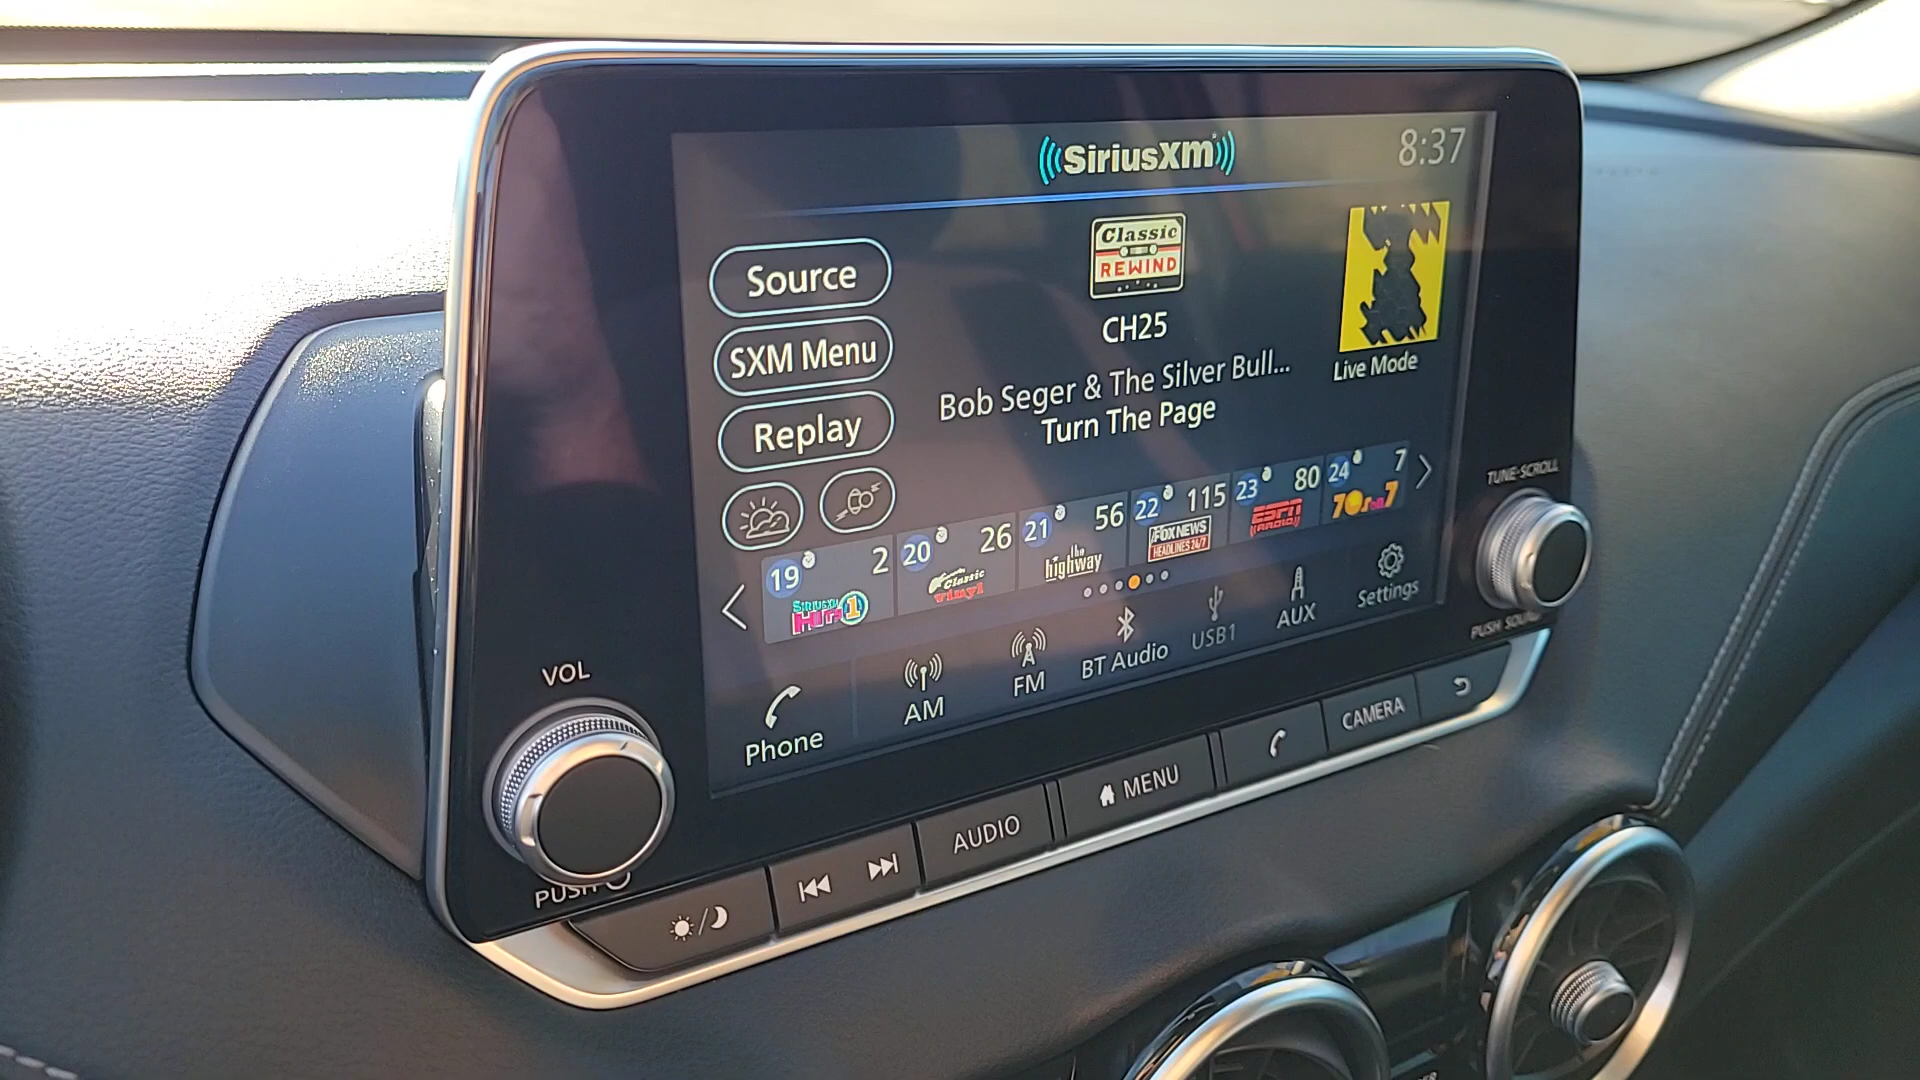 SiriusXM
8:37
Source
Classic
REWIND
SXM Menu
CH25
Live Mode
Bob Seger & The Silver Bull...
Replay
Turn The Page
19 2
SIRIUSXM
HITS 1
20 26
Classic
vinyl
21 56
the
highway
22 115
FOX NEWS
HEADLINES 24/7
23 80
ESPN
RADIO
24 7
70s on 7
TUNE·SCROLL
PUSH SOUND
Phone
AM
FM
BT Audio
USB1
AUX
Settings
VOL
PUSH
AUDIO
MENU
CAMERA